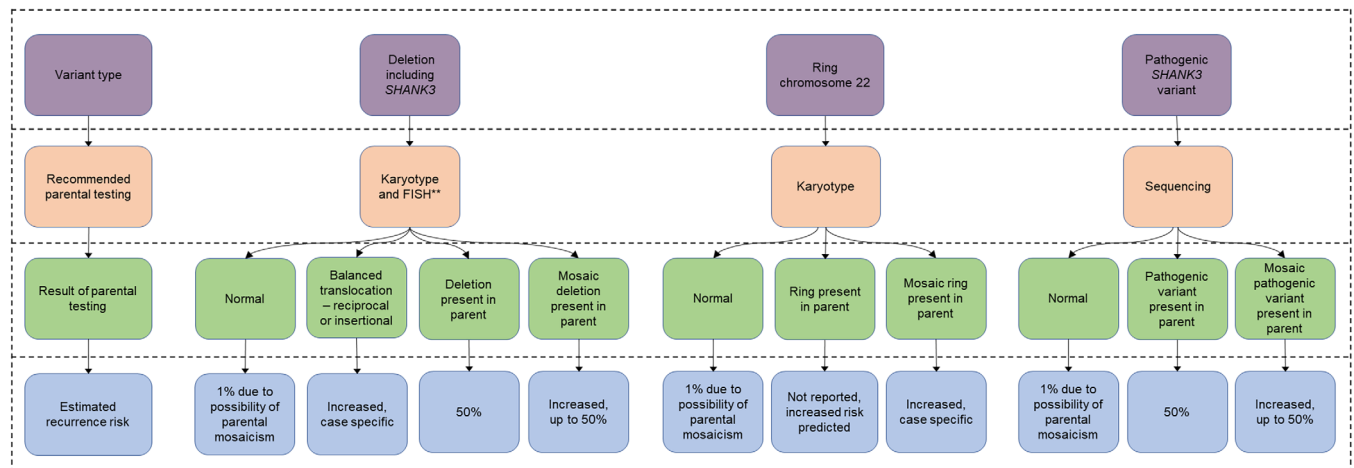 Variant type
Deletion
including
SHANK3
Ring
chromosome 22
Pathogenic
SHANK3
variant
Recommended
parental testing
Karyotype
and FISH**
Karyotype
Sequencing
Result of parental
testing
Normal
Balanced
translocation
– reciprocal
or insertional
Deletion
present in
parent
Mosaic
deletion
present in
parent
Normal
Ring present
in parent
Mosaic ring
present in
parent
Normal
Pathogenic
variant
present in
parent
Mosaic
pathogenic
variant
present in
parent
Estimated
recurrence risk
1% due to
possibility of
parental
mosaicism
Increased,
case specific
50%
Increased,
up to 50%
1% due to
possibility of
parental
mosaicism
Not reported,
increased risk
predicted
Increased,
case specific
1% due to
possibility of
parental
mosaicism
50%
Increased,
up to 50%